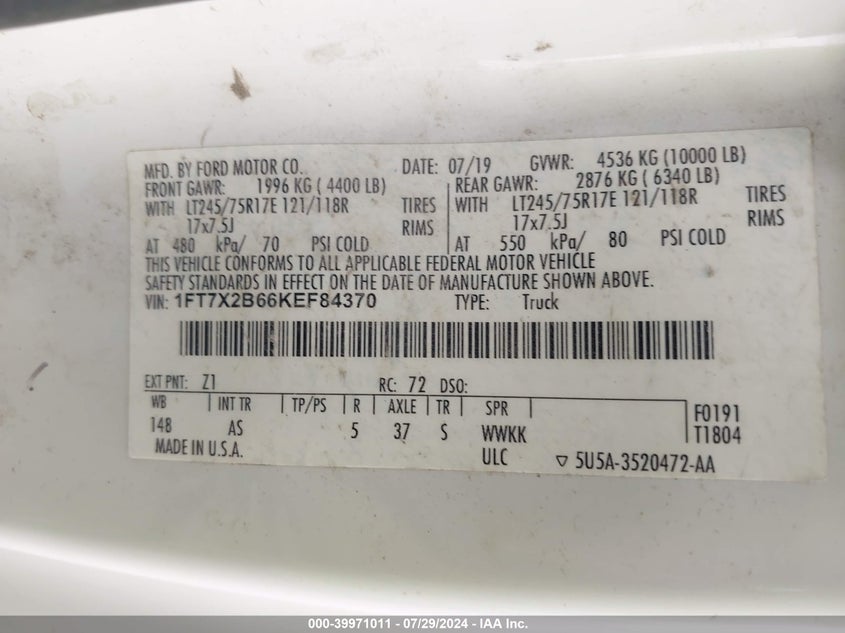 MFD. BY FORD MOTOR CO. DATE: 07/19 GVWR: 4536 KG (10000 LB)
FRONT GAWR: 1996 KG ( 4400 LB) REAR GAWR: 2876 KG ( 6340 LB)
WITH LT245/75R17E 121/118R TIRES WITH LT245/75R17E 121/118R TIRES
17x7.5J RIMS 17x7.5J RIMS
AT 480 kPa/ 70 PSI COLD AT 550 kPa/ 80 PSI COLD
THIS VEHICLE CONFORMS TO ALL APPLICABLE FEDERAL MOTOR VEHICLE
SAFETY STANDARDS IN EFFECT ON THE DATE OF MANUFACTURE SHOWN ABOVE.
VIN: 1FT7X2B66KEF84370 TYPE: Truck
EXT PNT: Z1 RC: 72 DSO:
WB INT TR TP/PS R AXLE TR SPR F0191
148 AS 5 37 S WWKK T1804
MADE IN U.S.A. ULC ▽ 5U5A-3520472-AA
000-39971011 - 07/29/2024 - IAA Inc.